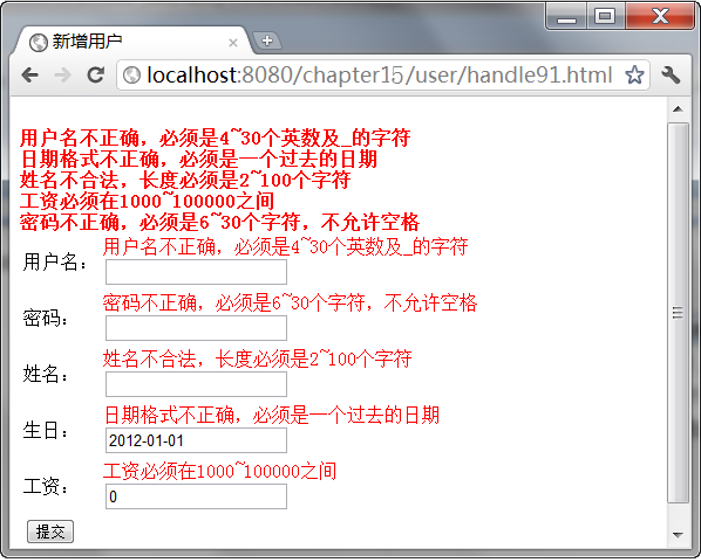 新增用户
localhost:8080/chapter15/user/handle91.html
用户名不正确，必须是4~30个英数及_的字符
日期格式不正确，必须是一个过去的日期
姓名不合法，长度必须是2~100个字符
工资必须在1000~100000之间
密码不正确，必须是6~30个字符，不允许空格
用户名不正确，必须是4~30个英数及_的字符
用户名：
密码不正确，必须是6~30个字符，不允许空格
密码：
姓名不合法，长度必须是2~100个字符
姓名：
日期格式不正确，必须是一个过去的日期
生日：
2012-01-01
工资必须在1000~100000之间
工资：
0
提交